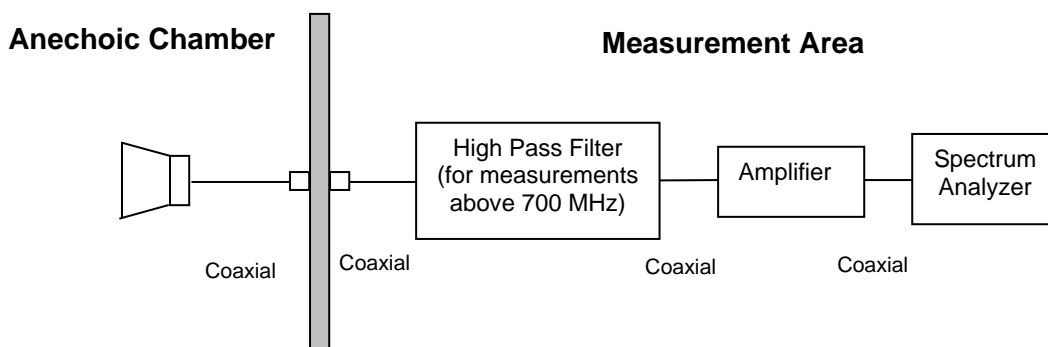 Anechoic Chamber
Measurement Area
High Pass Filter
(for measurements
above 700 MHz)
Amplifier
Spectrum
Analyzer
Coaxial
Coaxial
Coaxial
Coaxial